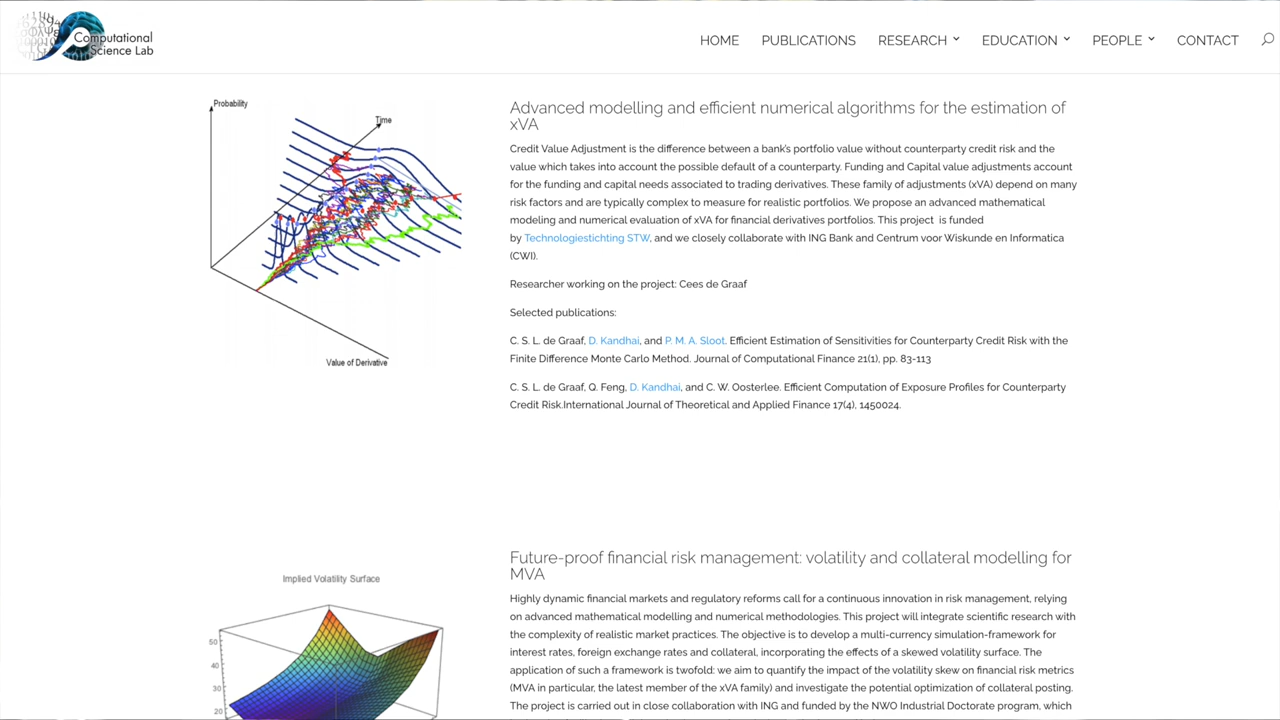 Computational
Science Lab
HOME PUBLICATIONS RESEARCH EDUCATION PEOPLE CONTACT
Probability
Time
Value of Derivative
Advanced modelling and efficient numerical algorithms for the estimation of
xVA
Credit Value Adjustment is the difference between a bank's portfolio value without counterparty credit risk and the
value which takes into account the possible default of a counterparty. Funding and Capital value adjustments account
for the funding and capital needs associated to trading derivatives. These family of adjustments (xVA) depend on many
risk factors and are typically complex to measure for realistic portfolios. We propose an advanced mathematical
modeling and numerical evaluation of xVA for financial derivatives portfolios. This project is funded
by Technologiestichting STW, and we closely collaborate with ING Bank and Centrum voor Wiskunde en Informatica
(CWI).
Researcher working on the project: Cees de Graaf
Selected publications:
C. S. L. de Graaf, D. Kandhai, and P. M. A. Sloot. Efficient Estimation of Sensitivities for Counterparty Credit Risk with the
Finite Difference Monte Carlo Method. Journal of Computational Finance 21(1), pp. 83-113
C. S. L. de Graaf, Q. Feng, D. Kandhai, and C. W. Oosterlee. Efficient Computation of Exposure Profiles for Counterparty
Credit Risk.International Journal of Theoretical and Applied Finance 17(4), 1450024.
Implied Volatility Surface
50
40
30
20
Future-proof financial risk management: volatility and collateral modelling for
MVA
Highly dynamic financial markets and regulatory reforms call for a continuous innovation in risk management, relying
on advanced mathematical modelling and numerical methodologies. This project will integrate scientific research with
the complexity of realistic market practices. The objective is to develop a multi-currency simulation-framework for
interest rates, foreign exchange rates and collateral, incorporating the effects of a skewed volatility surface. The
application of such a framework is twofold: we aim to quantify the impact of the volatility skew on financial risk metrics
(MVA in particular, the latest member of the xVA family) and investigate the potential optimization of collateral posting.
The project is carried out in close collaboration with ING and funded by the NWO Industrial Doctorate program, which